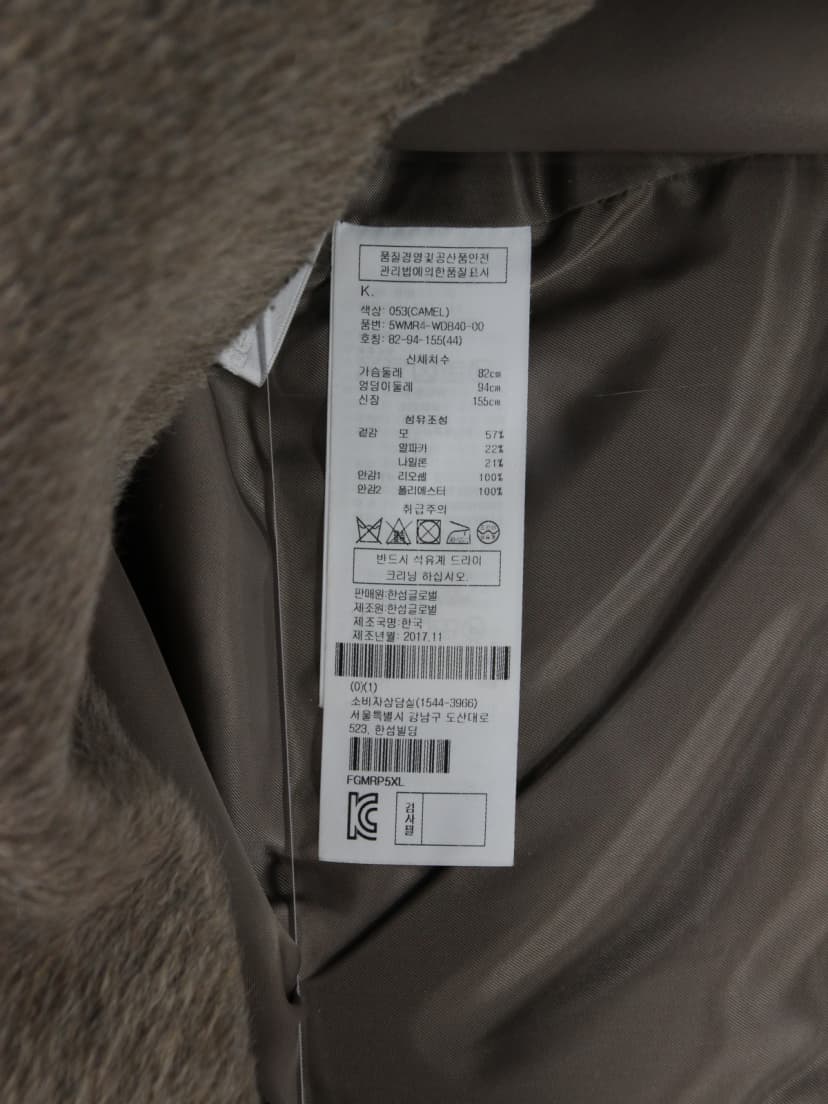 품질경영및공산품안전
관리법에의한품질표시
K.
색상: 053(CAMEL)
품번: 5WMR4-WDB40-00
호칭: 82-94-155(44)
신체치수
가슴둘레 82cm
엉덩이둘레 94cm
신장 155cm
섬유조성
겉감 모 57%
알파카 22%
나일론 21%
안감1 리오셀 100%
안감2 폴리에스터 100%
취급주의
반드시 석유계 드라이
크리닝 하십시오.
판매원:한섬글로벌
제조원:한섬글로벌
제조국명:한국
제조년월: 2017.11
(0)(1)
소비자상담실(1544-3966)
서울특별시 강남구 도산대로
523, 한섬빌딩
FGMRP5XL
검사필